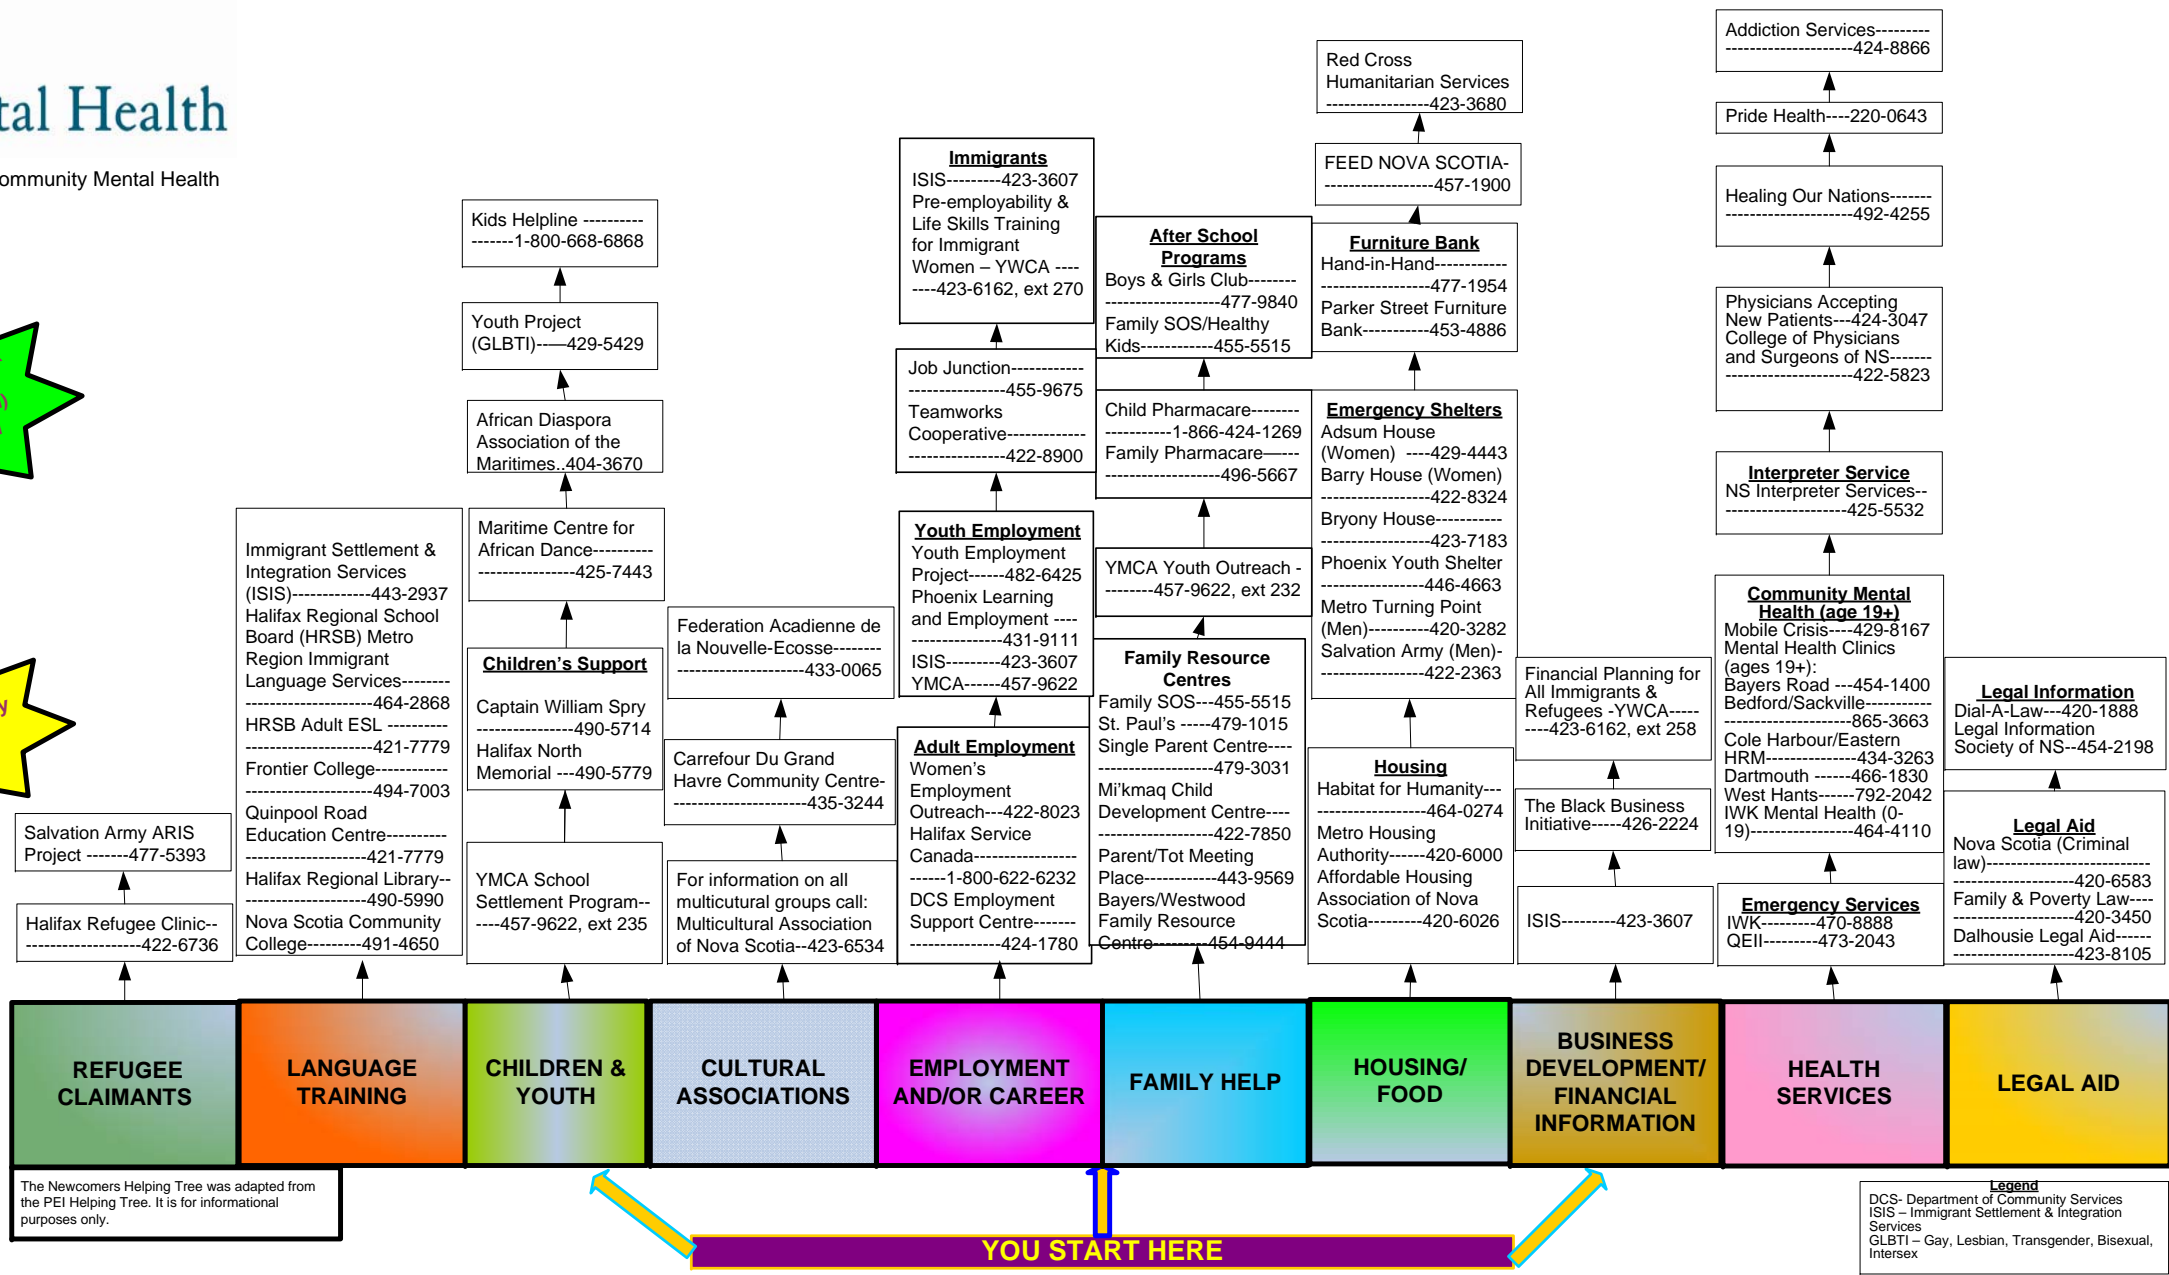 tal Health
ommunity Mental Health
Salvation Army ARIS
Project -------477-5393
Halifax Refugee Clinic--
-------------------422-6736
REFUGEE
CLAIMANTS
Immigrant Settlement &
Integration Services
(ISIS)-------------443-2937
Halifax Regional School
Board (HRSB) Metro
Region Immigrant
Language Services--------
---------------------464-2868
HRSB Adult ESL ----------
---------------------421-7779
Frontier College------------
---------------------494-7003
Quinpool Road
Education Centre----------
--------------------421-7779
Halifax Regional Library--
--------------------490-5990
Nova Scotia Community
College---------491-4650
LANGUAGE
TRAINING
Kids Helpline ----------
-------1-800-668-6868
Youth Project
(GLBTI)--—429-5429
African Diaspora
Association of the
Maritimes..404-3670
Maritime Centre for
African Dance----------
----------------425-7443
Children's Support
Captain William Spry
----------------490-5714
Halifax North
Memorial ---490-5779
YMCA School
Settlement Program--
----457-9622, ext 235
CHILDREN &
YOUTH
Federation Acadienne de
la Nouvelle-Ecosse--------
---------------------433-0065
Carrefour Du Grand
Havre Community Centre-
----------------------435-3244
For information on all
multicutural groups call:
Multicultural Association
of Nova Scotia--423-6534
CULTURAL
ASSOCIATIONS
Immigrants
ISIS---------423-3607
Pre-employability &
Life Skills Training
for Immigrant
Women – YWCA ----
----423-6162, ext 270
Job Junction------------
----------------455-9675
Teamworks
Cooperative-------------
----------------422-8900
Youth Employment
Youth Employment
Project------482-6425
Phoenix Learning
and Employment ----
---------------431-9111
ISIS---------423-3607
YMCA------457-9622
Adult Employment
Women's
Employment
Outreach---422-8023
Halifax Service
Canada-----------------
------1-800-622-6232
DCS Employment
Support Centre-------
---------------424-1780
EMPLOYMENT
AND/OR CAREER
After School
Programs
Boys & Girls Club--------
-------------------477-9840
Family SOS/Healthy
Kids------------455-5515
Child Pharmacare--------
-----------1-866-424-1269
Family Pharmacare—---
-------------------496-5667
YMCA Youth Outreach -
--------457-9622, ext 232
Family Resource
Centres
Family SOS---455-5515
St. Paul's -----479-1015
Single Parent Centre----
-------------------479-3031
Mi'kmaq Child
Development Centre----
-------------------422-7850
Parent/Tot Meeting
Place------------443-9569
Bayers/Westwood
Family Resource
Centre---------454-9444
FAMILY HELP
Red Cross
Humanitarian Services
-----------------423-3680
FEED NOVA SCOTIA-
------------------457-1900
Furniture Bank
Hand-in-Hand------------
------------------477-1954
Parker Street Furniture
Bank-----------453-4886
Emergency Shelters
Adsum House
(Women) ----429-4443
Barry House (Women)
------------------422-8324
Bryony House-----------
------------------423-7183
Phoenix Youth Shelter
-----------------446-4663
Metro Turning Point
(Men)----------420-3282
Salvation Army (Men)-
------------------422-2363
Housing
Habitat for Humanity---
-----------------464-0274
Metro Housing
Authority------420-6000
Affordable Housing
Association of Nova
Scotia---------420-6026
HOUSING/
FOOD
Financial Planning for
All Immigrants &
Refugees -YWCA-----
----423-6162, ext 258
The Black Business
Initiative-----426-2224
ISIS---------423-3607
BUSINESS
DEVELOPMENT/
FINANCIAL
INFORMATION
Addiction Services---------
---------------------424-8866
Pride Health----220-0643
Healing Our Nations-------
---------------------492-4255
Physicians Accepting
New Patients---424-3047
College of Physicians
and Surgeons of NS-------
---------------------422-5823
Interpreter Service
NS Interpreter Services--
--------------------425-5532
Community Mental
Health (age 19+)
Mobile Crisis----429-8167
Mental Health Clinics
(ages 19+):
Bayers Road ---454-1400
Bedford/Sackville-----------
---------------------865-3663
Cole Harbour/Eastern
HRM---------------434-3263
Dartmouth ------466-1830
West Hants------792-2042
IWK Mental Health (0-
19)-----------------464-4110
Emergency Services
IWK---------470-8888
QEII---------473-2043
HEALTH
SERVICES
Legal Information
Dial-A-Law---420-1888
Legal Information
Society of NS--454-2198
Legal Aid
Nova Scotia (Criminal
law)---------------------------
--------------------420-6583
Family & Poverty Law----
--------------------420-3450
Dalhousie Legal Aid------
--------------------423-8105
LEGAL AID
The Newcomers Helping Tree was adapted from
the PEI Helping Tree. It is for informational
purposes only.
YOU START HERE
Legend
DCS- Department of Community Services
ISIS – Immigrant Settlement & Integration
Services
GLBTI – Gay, Lesbian, Transgender, Bisexual,
Intersex